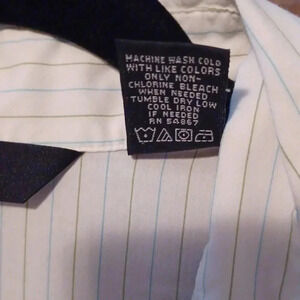 MACHINE WASH COLD
WITH LIKE COLORS
ONLY NON-
CHLORINE BLEACH
WHEN NEEDED
TUMBLE DRY LOW
COOL IRON
IF NEEDED
RN 54867